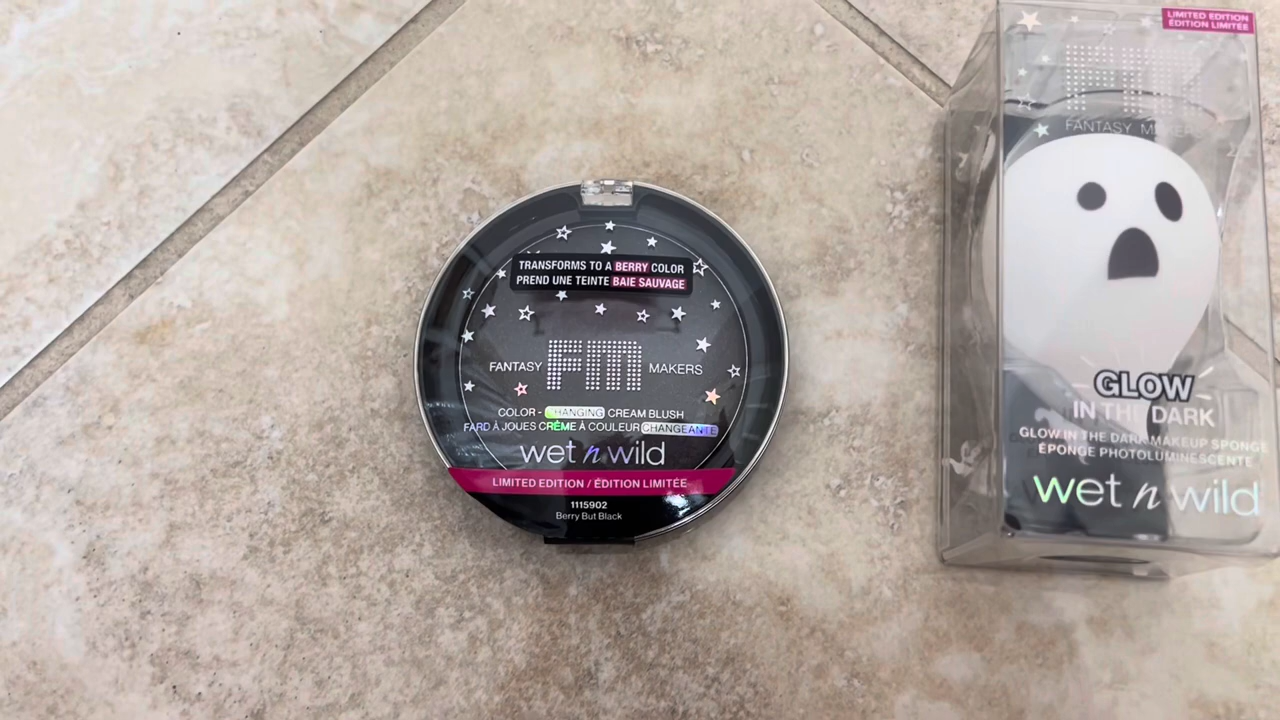 TRANSFORMS TO A BERRY COLOR
PREND UNE TEINTE BAIE SAUVAGE
FANTASY FM MAKERS
COLOR - CHANGING CREAM BLUSH
FARD À JOUES CRÈME À COULEUR CHANGEANTE
wet n wild
LIMITED EDITION / ÉDITION LIMITÉE
1115902
Berry But Black
LIMITED EDITION
ÉDITION LIMITÉE
FM
FANTASY MAKERS
GLOW
IN THE DARK
GLOW IN THE DARK MAKEUP SPONGE
ÉPONGE PHOTOLUMINESCENTE
wet n wild